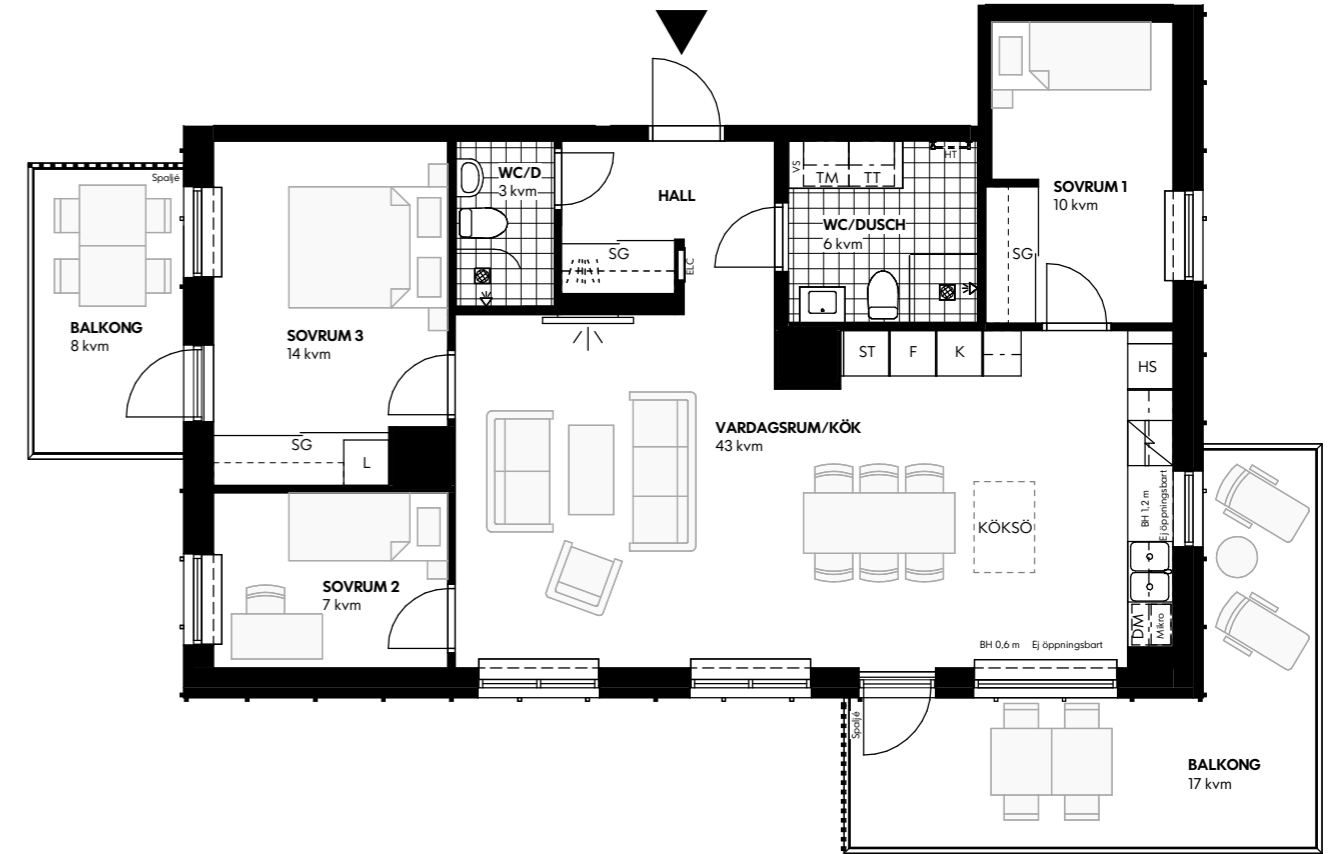 Spaljé
BALKONG
8 kvm
SOVRUM 3
14 kvm
SG
L
SOVRUM 2
7 kvm
WC/D
3 kvm
HALL
SG
ELC
VS
TM
TT
HT
WC/DUSCH
6 kvm
SOVRUM 1
10 kvm
SG
ST
F
K
HS
VARDAGSRUM/KÖK
43 kvm
KÖKSÖ
BH 1,2 m
Ej öppningsbart
DM
Mikro
BH 0,6 m Ej öppningsbart
Spaljé
BALKONG
17 kvm